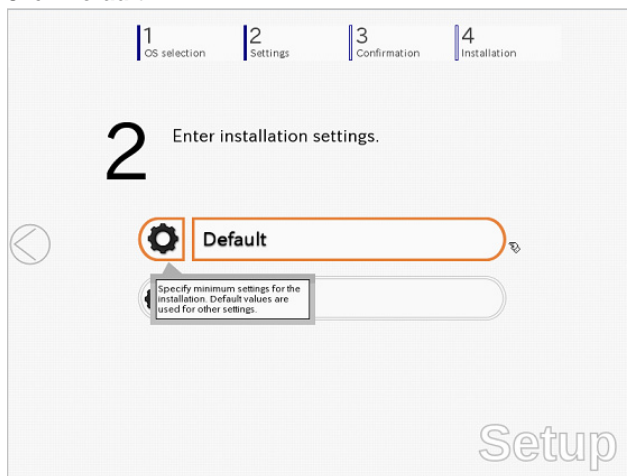 1
OS selection
2
Settings
3
Confirmation
4
Installation
2
Enter installation settings.
Default
Specify minimum settings for the
installation. Default values are
used for other settings.
Setup